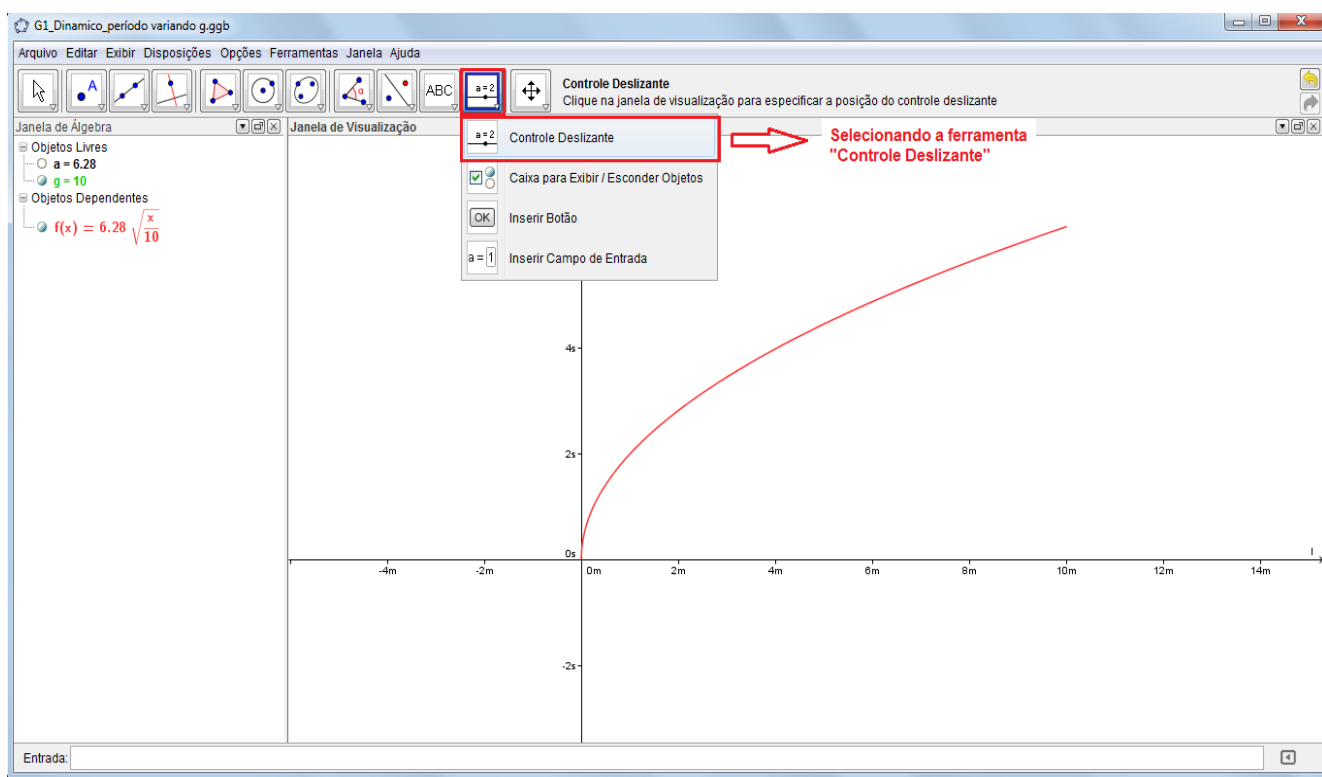 G1_Dinamico_período variando g.ggb
Arquivo Editar Exibir Disposições Opções Ferramentas Janela Ajuda
A
α
ABC
a=2
Controle Deslizante
Clique na janela de visualização para especificar a posição do controle deslizante
Janela de Álgebra
Janela de Visualização
Objetos Livres
a = 6.28
g = 10
Objetos Dependentes
f(x) = 6.28 √(x/10)
a=2 Controle Deslizante
Caixa para Exibir / Esconder Objetos
OK Inserir Botão
a = 1 Inserir Campo de Entrada
Selecionando a ferramenta
"Controle Deslizante"
4s
2s
0s
-2s
-4m -2m 0m 2m 4m 6m 8m 10m 12m 14m
l
Entrada: